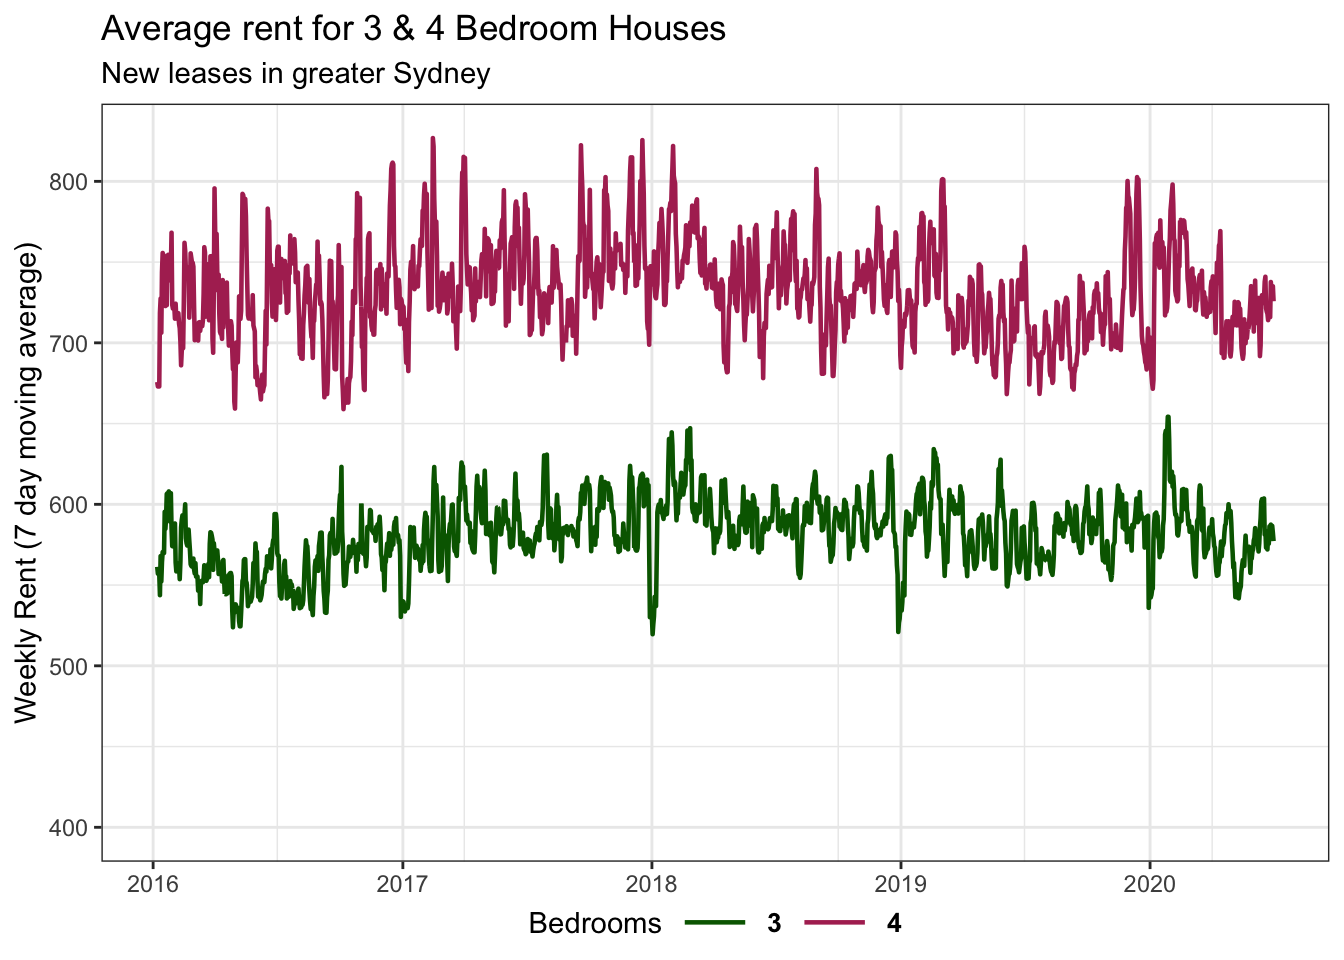 Average rent for 3 & 4 Bedroom Houses
New leases in greater Sydney
Weekly Rent (7 day moving average)
800
700
600
500
400
2016 2017 2018 2019 2020
Bedrooms 3 4